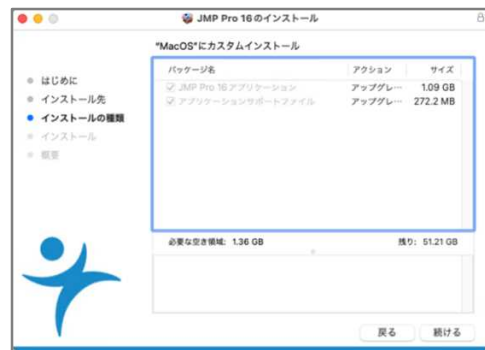 JMP Pro 16のインストール
"MacOS"にカスタムインストール
はじめに
インストール先
インストールの種類
インストール
概要
パッケージ名 アクション サイズ
JMP Pro 16 アプリケーション アップグレ… 1.09 GB
アプリケーションサポートファイル アップグレ… 272.2 MB
必要な空き領域: 1.36 GB 残り: 51.21 GB
戻る 続ける